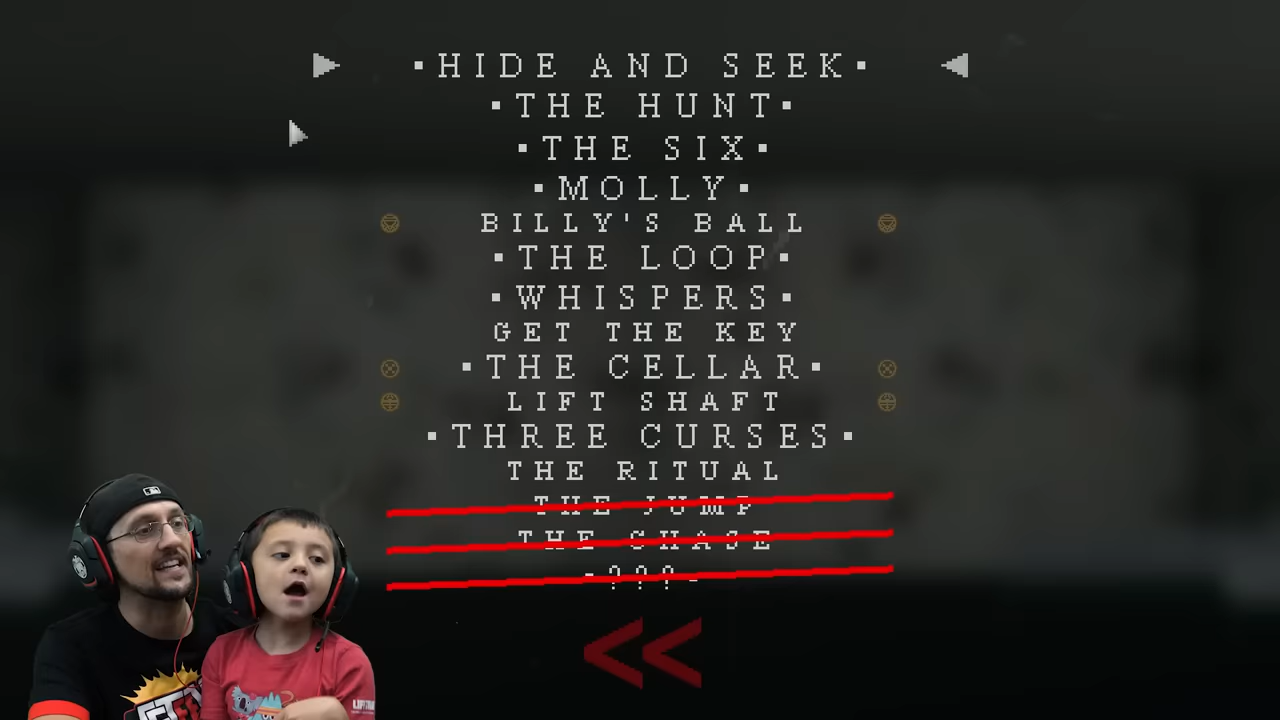 ·HIDE AND SEEK·
·THE HUNT·
·THE SIX·
·MOLLY·
BILLY'S BALL
·THE LOOP·
·WHISPERS·
GET THE KEY
·THE CELLAR·
LIFT SHAFT
·THREE CURSES·
THE RITUAL
THE JUMP
THE CHASE
-???-
<<